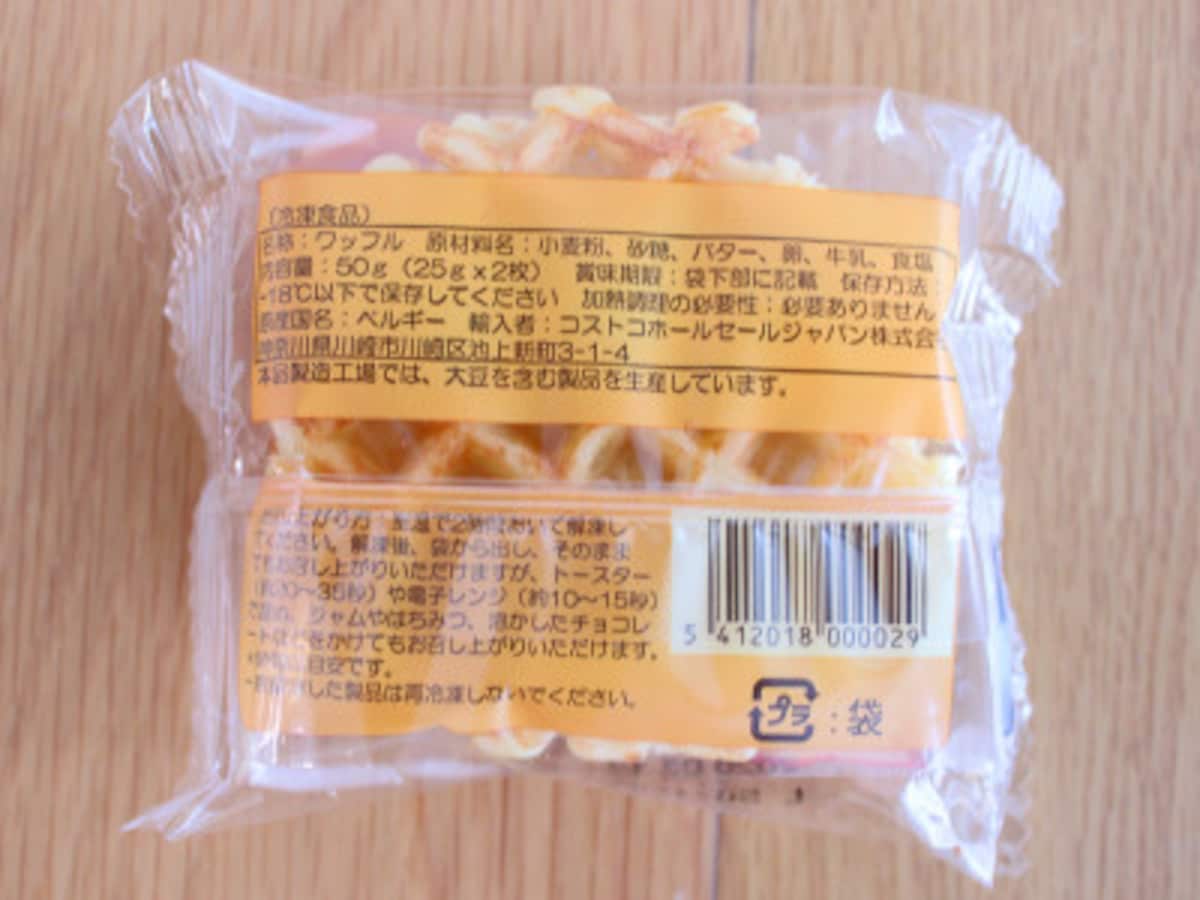 (冷凍食品)
名称：ワッフル 原材料名：小麦粉、砂糖、バター、卵、牛乳、食塩
内容量：50g（25g×2枚） 賞味期限：袋下部に記載 保存方法：
-18℃以下で保存してください 加熱調理の必要性：必要ありません
原産国名：ベルギー 輸入者：コストコホールセールジャパン株式会
神奈川県川崎市川崎区池上新町3-1-4
本品製造工場では、大豆を含む製品を生産しています。
上がり方：室温で2時間おいて解凍し
てください。解凍後、袋から出し、そのまま
でもお召し上がりいただけますが、トースター
（約30～35秒）や電子レンジ（約10～15秒）
ジャムやはちみつ、溶かしたチョコレ
ートなどをかけてもお召し上がりいただけます。
目安です。
した製品は再冷凍しないでください。
5 412018 000029
プラ：袋